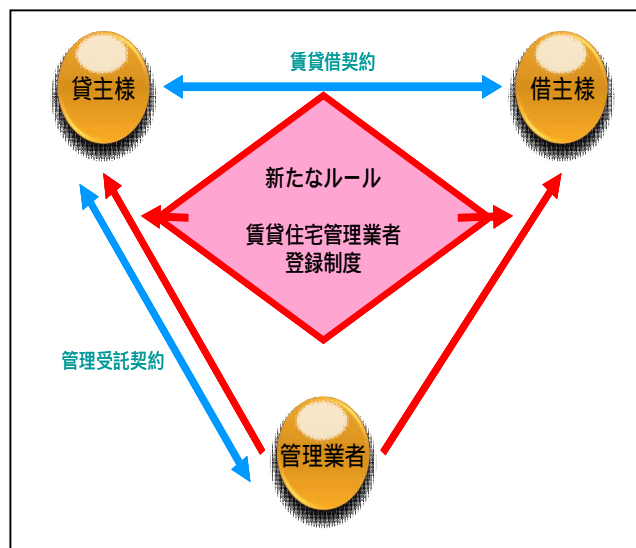 賃貸借契約
貸主様
借主様
新たなルール
賃貸住宅管理業者
登録制度
管理受託契約
管理業者